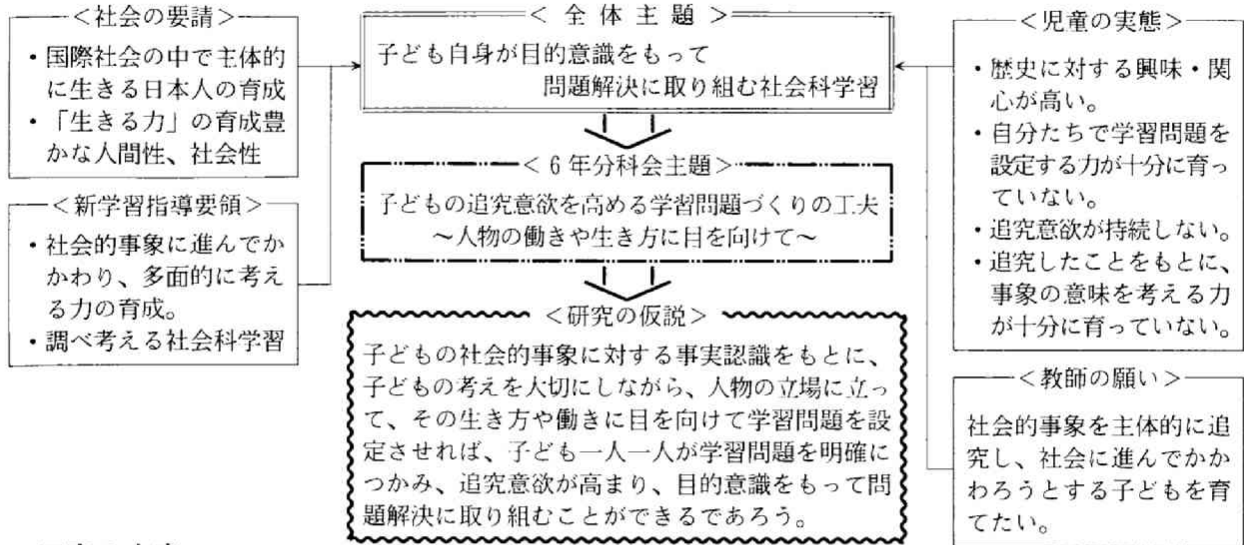 <社会の要請>
・国際社会の中で主体的
に生きる日本人の育成
・「生きる力」の育成豊
かな人間性、社会性
<新学習指導要領>
・社会的事象に進んでか
かわり、多面的に考え
る力の育成。
・調べ考える社会科学習
<全体主題>
子ども自身が目的意識をもって
問題解決に取り組む社会科学習
<6年分科会主題>
子どもの追究意欲を高める学習問題づくりの工夫
~人物の働きや生き方に目を向けて~
<研究の仮説>
子どもの社会的事象に対する事実認識をもとに、
子どもの考えを大切にしながら、人物の立場に立っ
て、その生き方や働きに目を向けて学習問題を設
定させれば、子ども一人一人が学習問題を明確に
つかみ、追究意欲が高まり、目的意識をもって問
題解決に取り組むことができるであろう。
<児童の実態>
・歴史に対する興味・関
心が高い。
・自分たちで学習問題を
設定する力が十分に育っ
ていない。
・追究意欲が持続しない。
・追究したことをもとに、
事象の意味を考える力
が十分に育っていない。
<教師の願い>
社会的事象を主体的に追
究し、社会に進んでかか
わろうとする子どもを育
てたい。